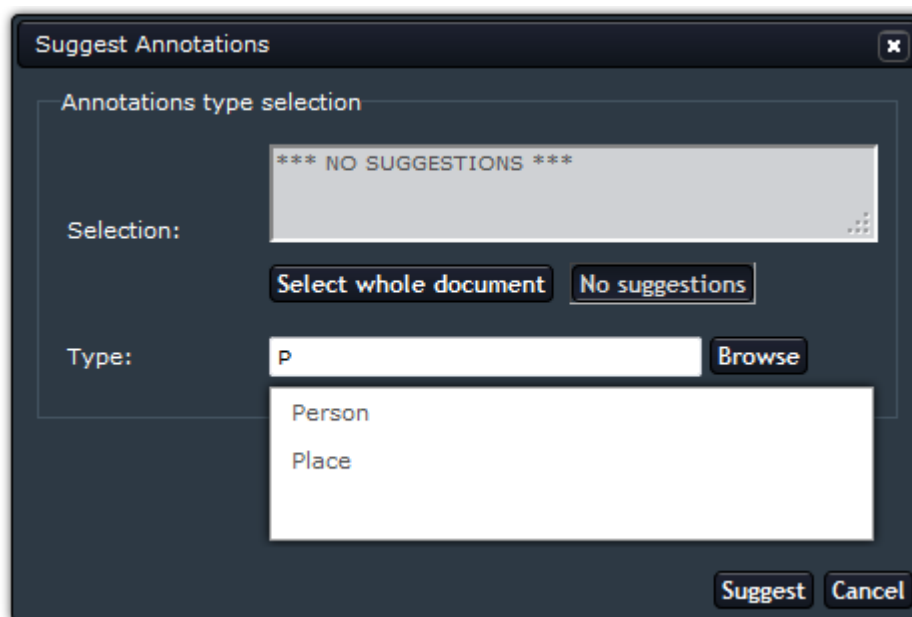 Suggest Annotations
Annotations type selection
*** NO SUGGESTIONS ***
Selection:
Select whole document No suggestions
Type: P Browse
Person
Place
Suggest Cancel